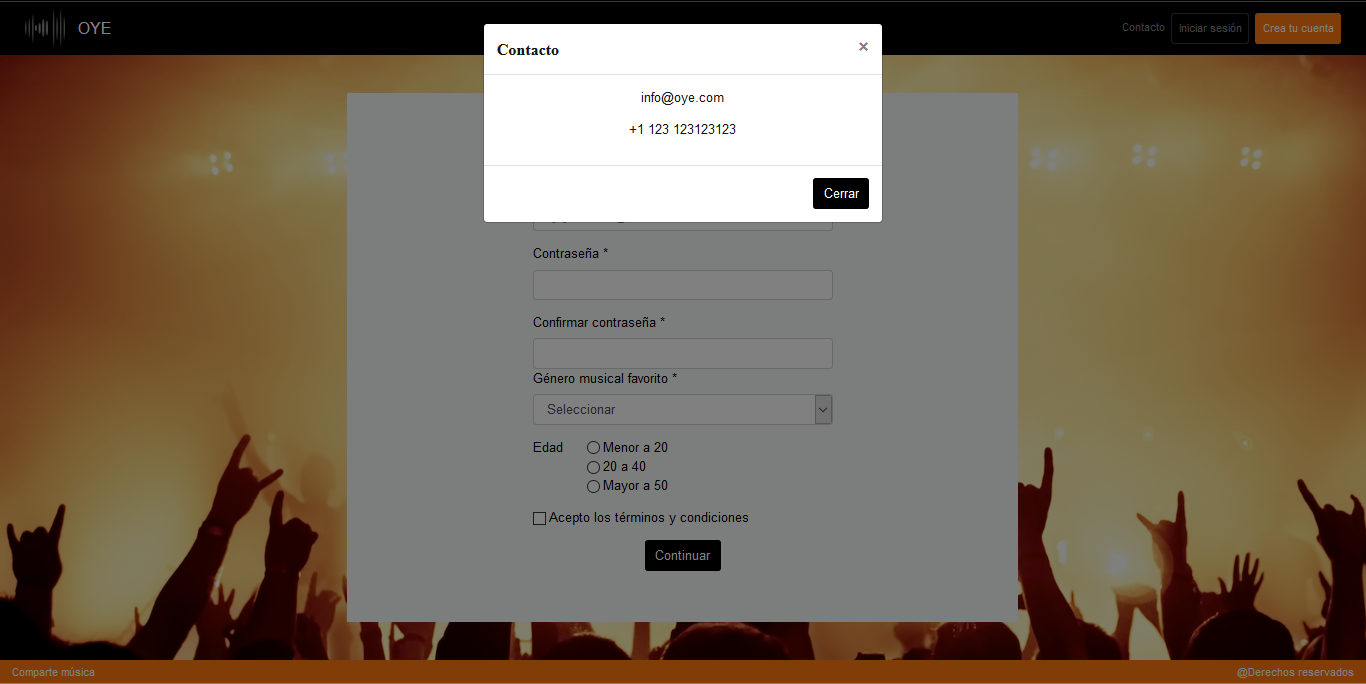 OYE
Contacto
Iniciar sesión
Crea tu cuenta
Contacto
×
info@oye.com
+1 123 123123123
Cerrar
Contraseña *
Confirmar contraseña *
Género musical favorito *
Seleccionar
Edad
Menor a 20
20 a 40
Mayor a 50
Acepto los términos y condiciones
Continuar
Comparte música
@Derechos reservados